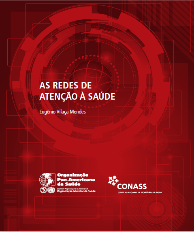 AS REDES DE
ATENÇÃO À SAÚDE
Eugênio Vilaça Mendes
Organização
Pan-Americana
da Saúde
CONASS